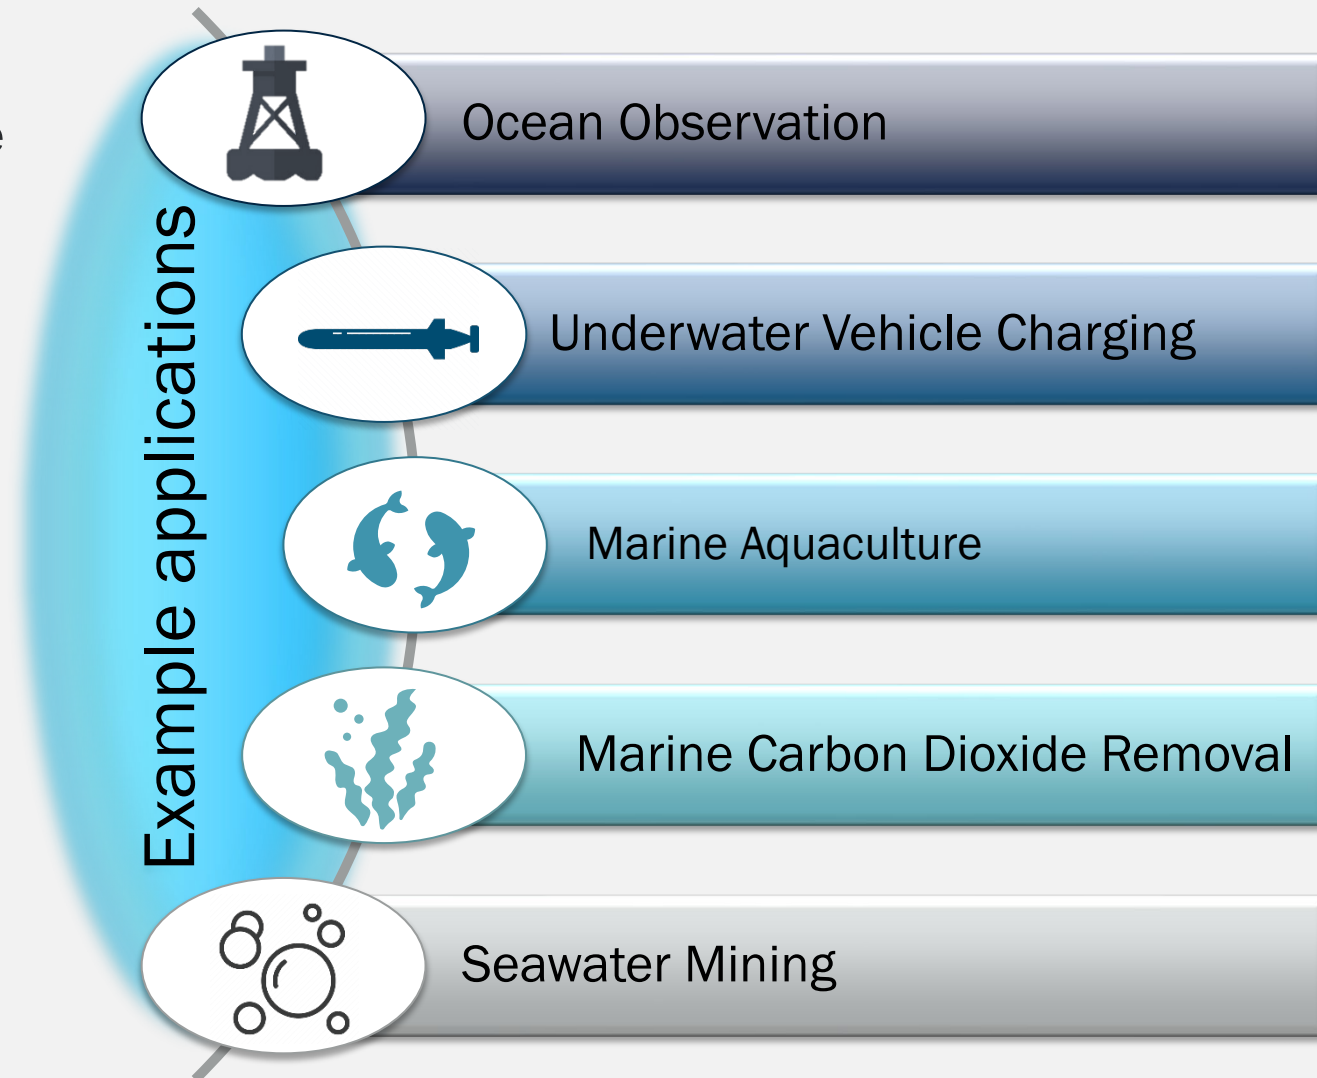 Example applications
Ocean Observation
Underwater Vehicle Charging
Marine Aquaculture
Marine Carbon Dioxide Removal
Seawater Mining